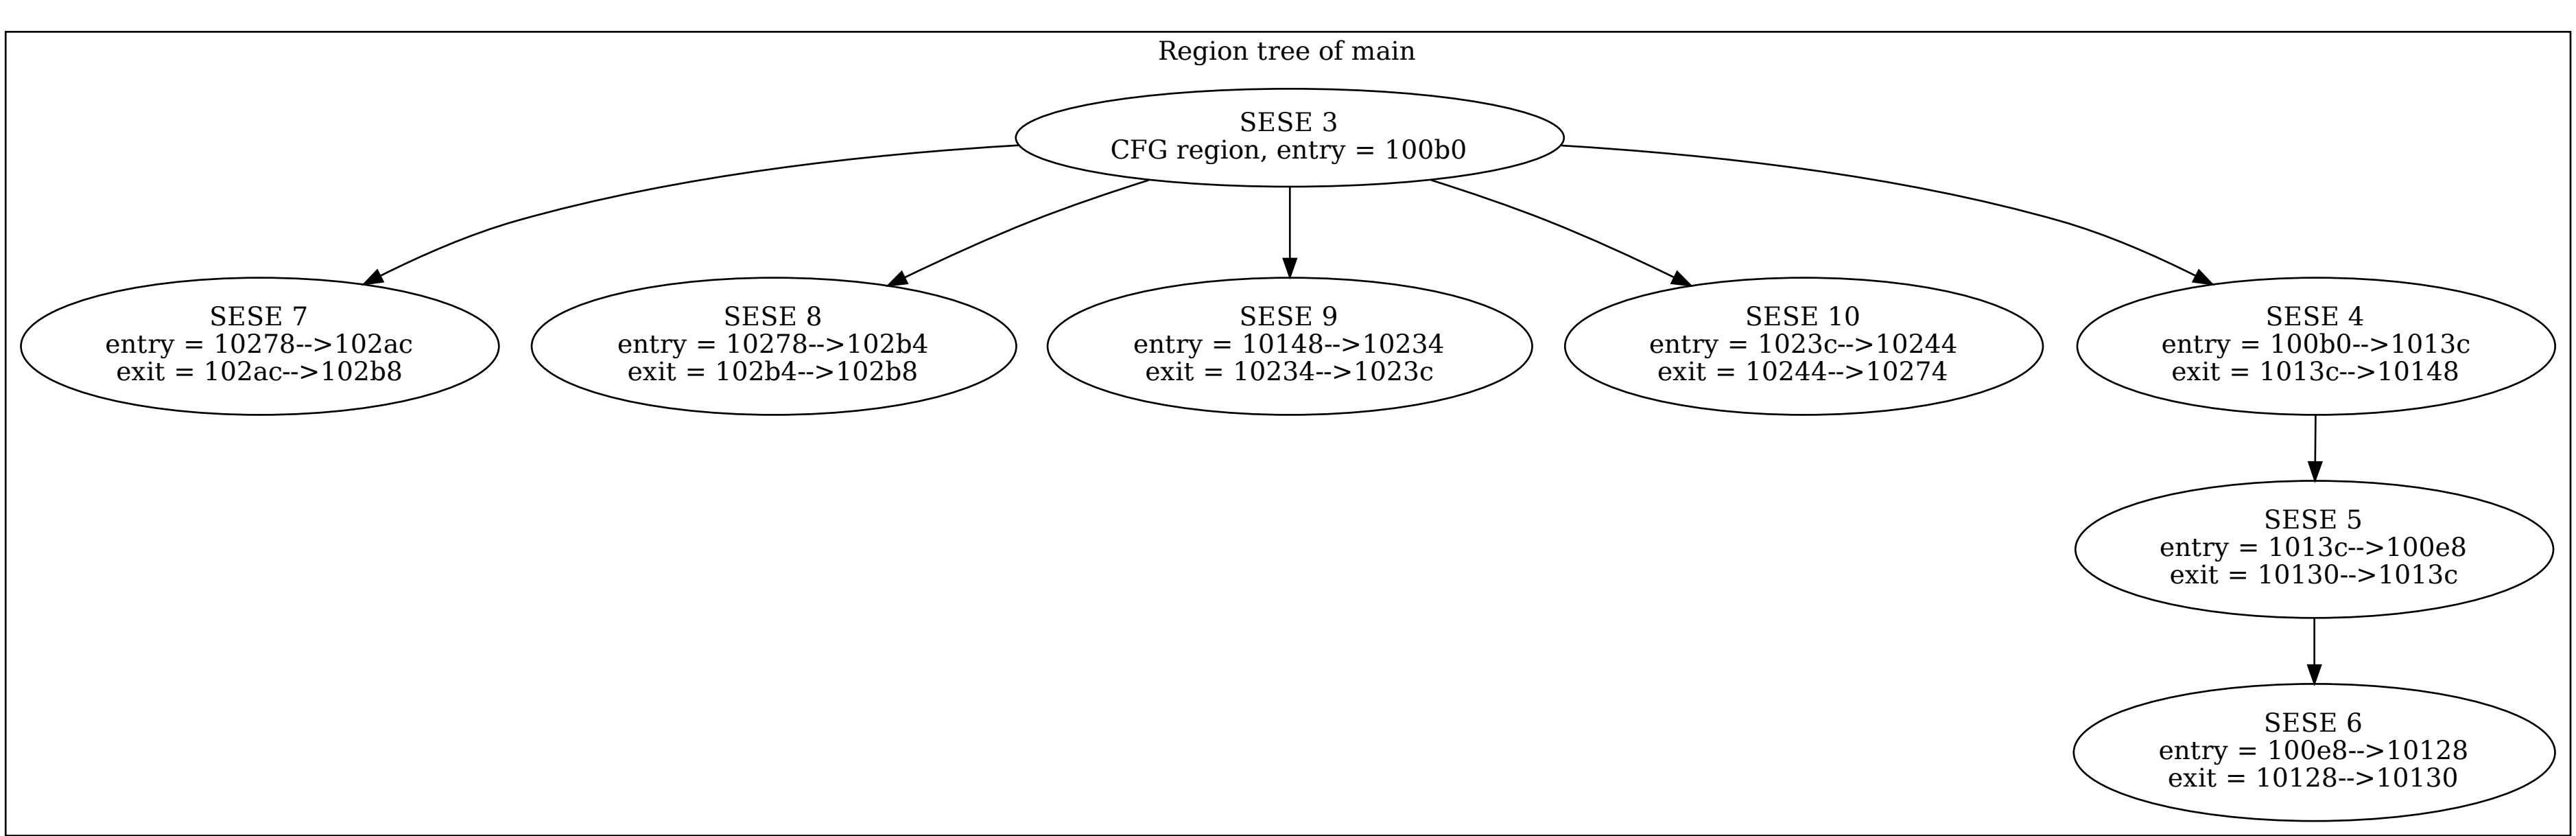 Region tree of main
SESE 3
CFG region, entry = 100b0
SESE 7
entry = 10278-->102ac
exit = 102ac-->102b8
SESE 8
entry = 10278-->102b4
exit = 102b4-->102b8
SESE 9
entry = 10148-->10234
exit = 10234-->1023c
SESE 10
entry = 1023c-->10244
exit = 10244-->10274
SESE 4
entry = 100b0-->1013c
exit = 1013c-->10148
SESE 5
entry = 1013c-->100e8
exit = 10130-->1013c
SESE 6
entry = 100e8-->10128
exit = 10128-->10130